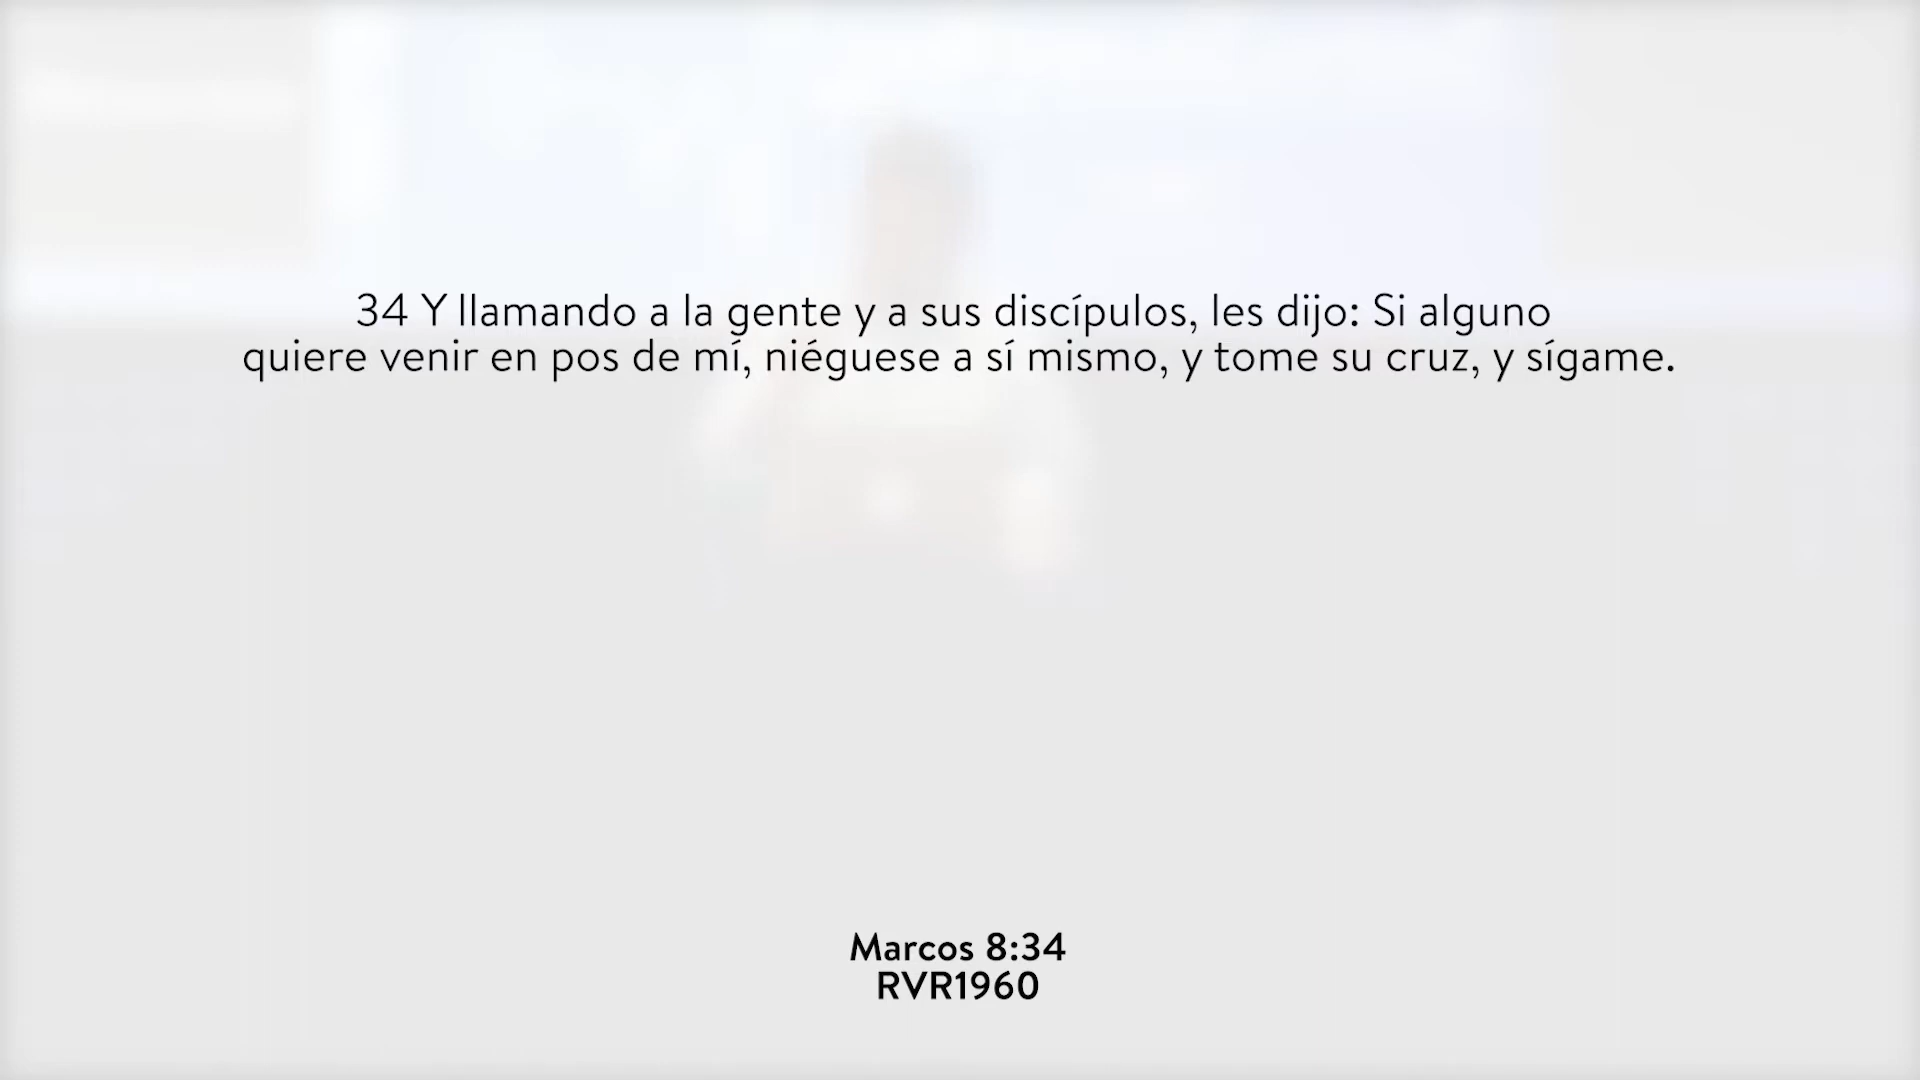 34 Y llamando a la gente y a sus discípulos, les dijo: Si alguno
quiere venir en pos de mí, niéguese a sí mismo, y tome su cruz, y sígame.
Marcos 8:34
RVR1960